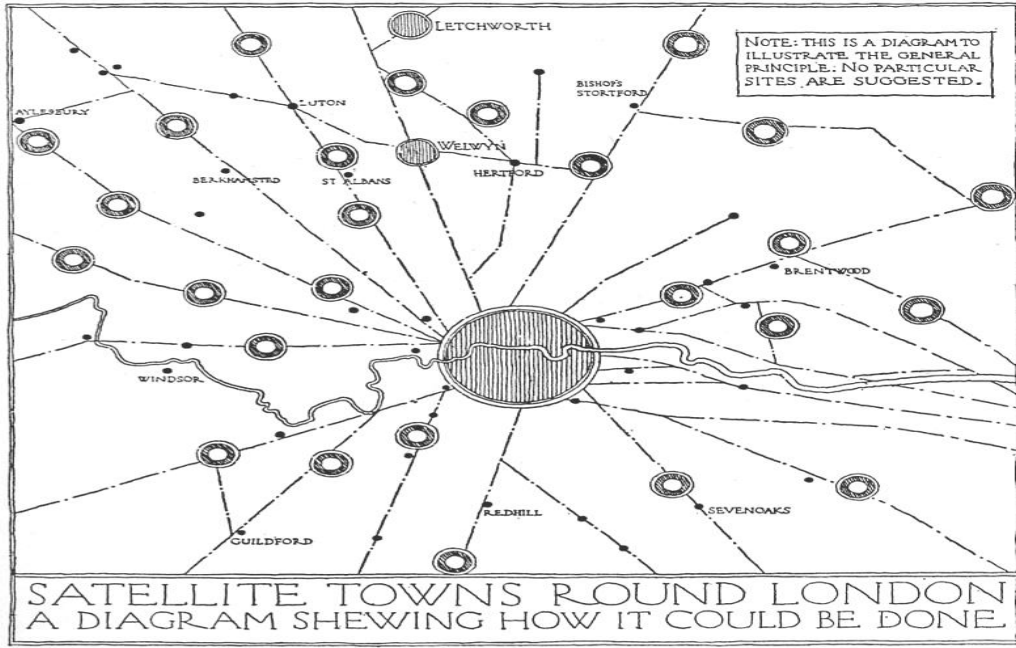 LETCHWORTH
NOTE: THIS IS A DIAGRAM TO
ILLUSTRATE THE GENERAL
PRINCIPLE: NO PARTICULAR
SITES ARE SUGGESTED.
BISHOP'S
STORTFORD
LUTON
AYLESBURY
WELWYN
HERTFORD
BERKHAMSTED
ST ALBANS
BRENTWOOD
WINDSOR
REDHILL
SEVENOAKS
GUILDFORD
SATELLITE TOWNS ROUND LONDON
A DIAGRAM SHEWING HOW IT COULD BE DONE